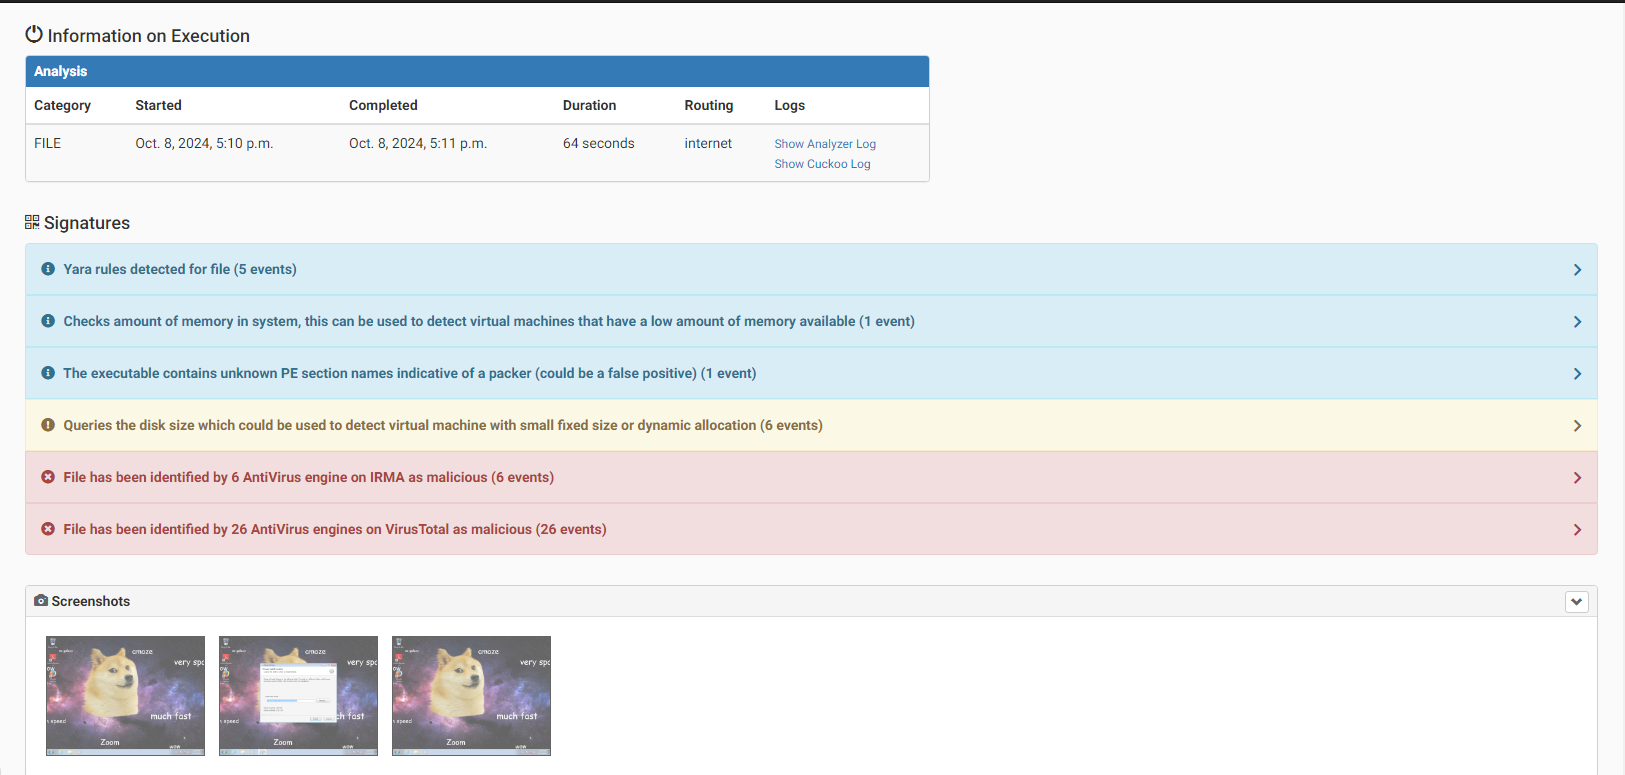 Information on Execution
Analysis
Category Started Completed Duration Routing Logs
FILE Oct. 8, 2024, 5:10 p.m. Oct. 8, 2024, 5:11 p.m. 64 seconds internet Show Analyzer Log
Show Cuckoo Log
Signatures
Yara rules detected for file (5 events)
Checks amount of memory in system, this can be used to detect virtual machines that have a low amount of memory available (1 event)
The executable contains unknown PE section names indicative of a packer (could be a false positive) (1 event)
Queries the disk size which could be used to detect virtual machine with small fixed size or dynamic allocation (6 events)
File has been identified by 6 AntiVirus engine on IRMA as malicious (6 events)
File has been identified by 26 AntiVirus engines on VirusTotal as malicious (26 events)
Screenshots
amaze amaze amaze
very spc very spc very spc
ow ow ow
much fast ch fast much fast
n speed n speed n speed
Zoom Zoom Zoom
wow wow wow